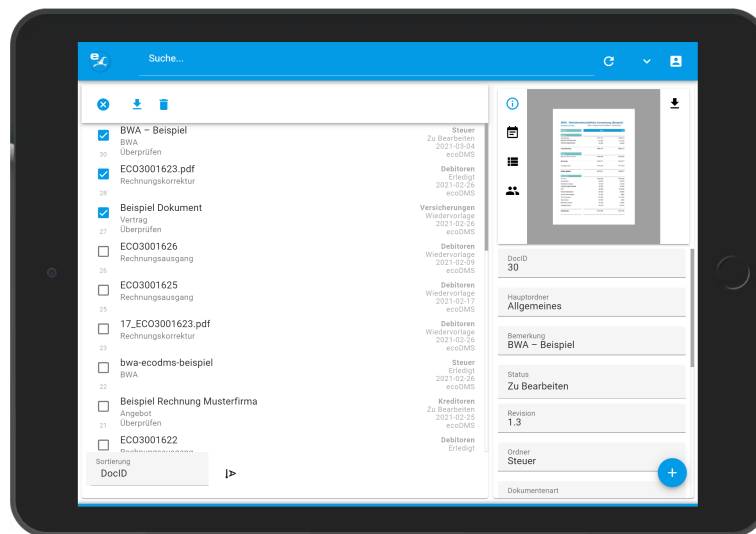 Suche...
BWA – Beispiel
BWA
Überprüfen
30
Steuer
Zu Bearbeiten
2021-03-04
ecoDMS
ECO3001623.pdf
Rechnungskorrektur
28
Debitoren
Erledigt
2021-02-26
ecoDMS
Beispiel Dokument
Vertrag
Überprüfen
27
Versicherungen
Wiedervorlage
2021-02-26
ecoDMS
ECO3001626
Rechnungsausgang
26
Debitoren
Wiedervorlage
2021-02-09
ecoDMS
ECO3001625
Rechnungsausgang
25
Debitoren
Wiedervorlage
2021-02-17
ecoDMS
17_ECO3001623.pdf
Rechnungskorrektur
23
Debitoren
Wiedervorlage
2021-02-26
ecoDMS
bwa-ecodms-beispiel
BWA
22
Steuer
Erledigt
2021-02-26
ecoDMS
Beispiel Rechnung Musterfirma
Angebot
Überprüfen
21
Kreditoren
Zu Bearbeiten
2021-02-25
ecoDMS
ECO3001622
Rechnungsausgang
Debitoren
Erledigt
Sortierung
DocID
DocID
30
Hauptordner
Allgemeines
Bemerkung
BWA – Beispiel
Status
Zu Bearbeiten
Revision
1.3
Ordner
Steuer
Dokumentenart